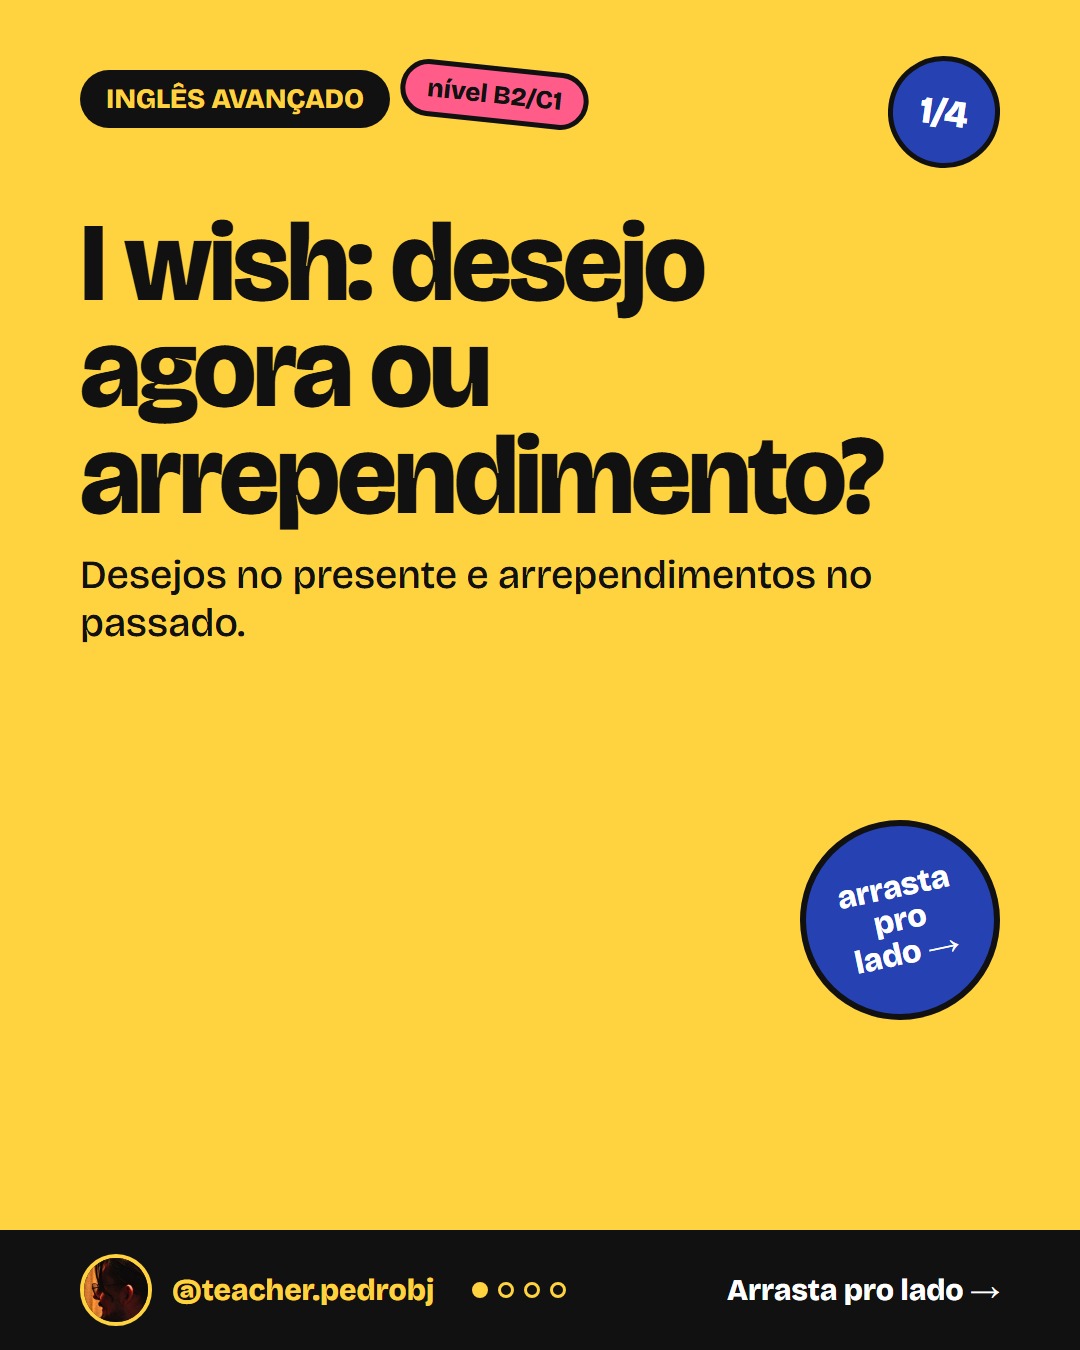 INGLÊS AVANÇADO
nível B2/C1
1/4
I wish: desejo
agora ou
arrependimento?
Desejos no presente e arrependimentos no
passado.
arrasta
pro
lado →
@teacher.pedrobj
Arrasta pro lado →